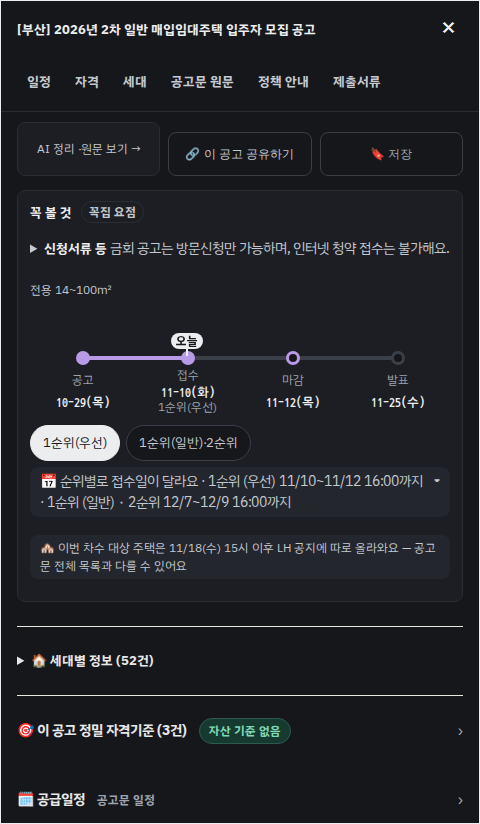 [부산] 2026년 2차 일반 매입임대주택 입주자 모집 공고 ✕
일정 자격 세대 공고문 원문 정책 안내 제출서류
AI 정리 ·원문 보기 → 🔗 이 공고 공유하기 🔖 저장
꼭 볼 것 꼭집 요점
▶ 신청서류 등 금회 공고는 방문신청만 가능하며, 인터넷 청약 접수는 불가해요.
전용 14~100m²
오늘
공고 접수 마감 발표
10-29(목) 11-10(화) 11-12(목) 11-25(수)
1순위(우선)
1순위(우선) 1순위(일반)·2순위
📅 순위별로 접수일이 달라요 · 1순위 (우선) 11/10~11/12 16:00까지
· 1순위 (일반) · 2순위 12/7~12/9 16:00까지
🏘️ 이번 차수 대상 주택은 11/18(수) 15시 이후 LH 공지에 따로 올라와요 — 공고
문 전체 목록과 다를 수 있어요
▶ 🏠 세대별 정보 (52건)
🎯 이 공고 정밀 자격기준 (3건) 자산 기준 없음 ›
🗓️ 공급일정 공고문 일정 ›